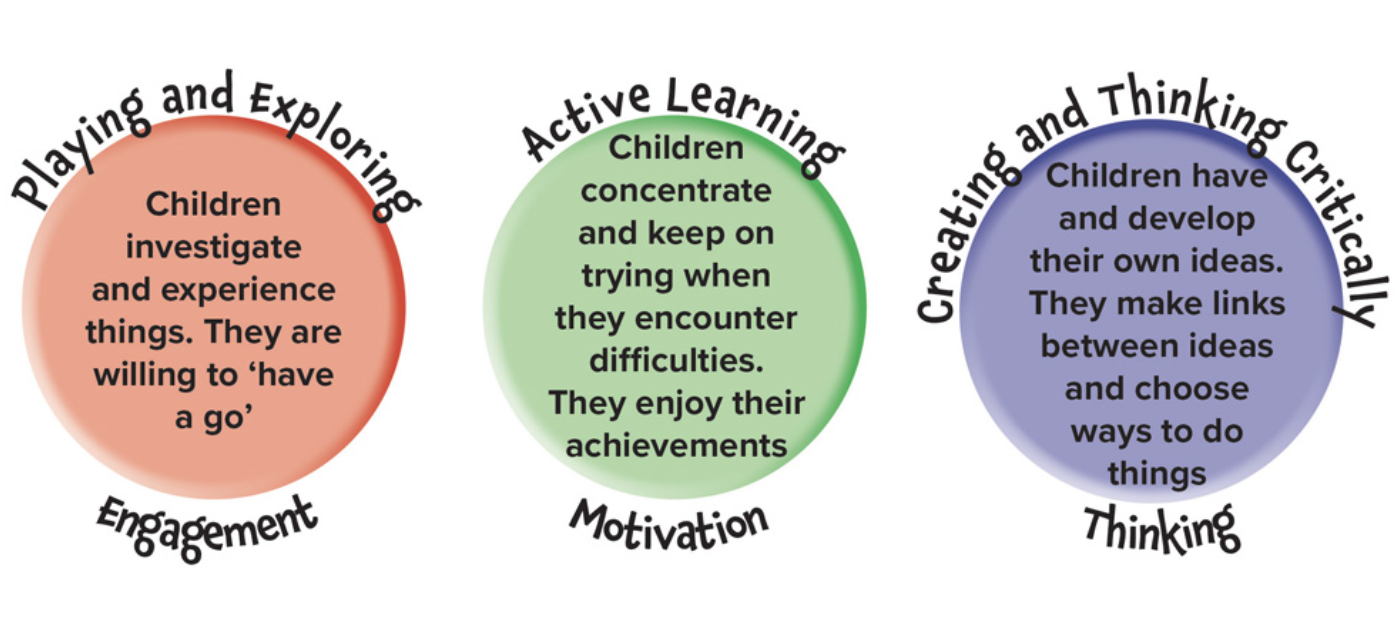 Playing and Exploring
Children
investigate
and experience
things. They are
willing to ‘have
a go’
Engagement
Active Learning
Children
concentrate
and keep on
trying when
they encounter
difficulties.
They enjoy their
achievements
Motivation
Creating and Thinking Critically
Children have
and develop
their own ideas.
They make links
between ideas
and choose
ways to do
things
Thinking